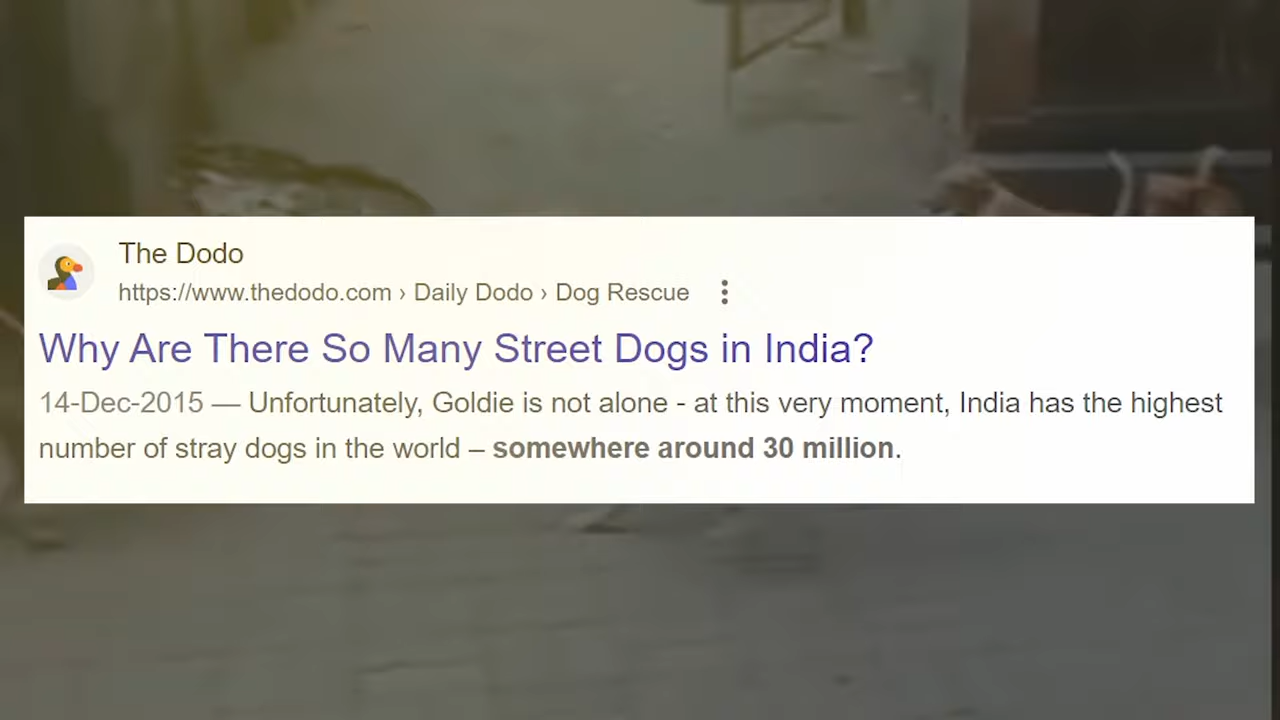 The Dodo
https://www.thedodo.com › Daily Dodo › Dog Rescue
Why Are There So Many Street Dogs in India?
14-Dec-2015 — Unfortunately, Goldie is not alone - at this very moment, India has the highest
number of stray dogs in the world – somewhere around 30 million.